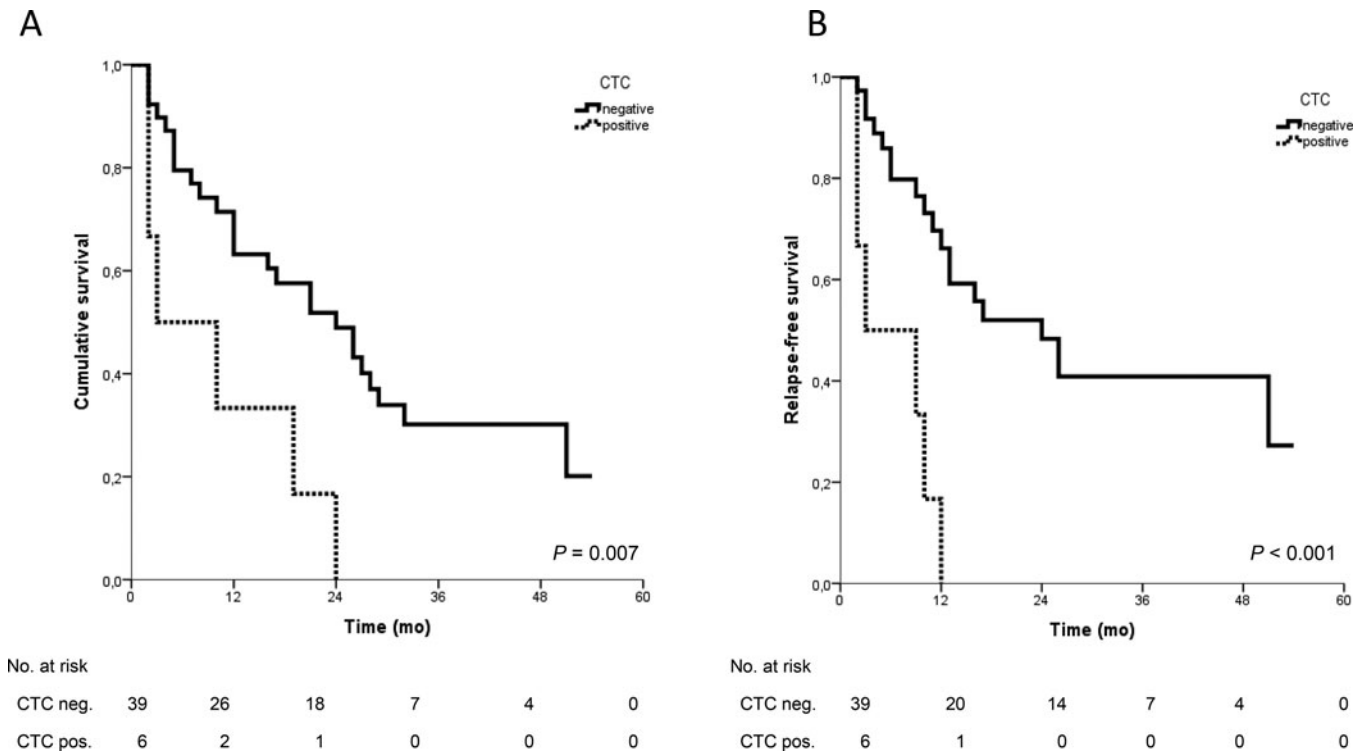 A
1,0
0,8
0,6
0,4
0,2
0,0
Cumulative survival
CTC
negative
positive
P = 0.007
0 12 24 36 48 60
Time (mo)
No. at risk
CTC neg. 39 26 18 7 4 0
CTC pos. 6 2 1 0 0 0
B
1,0
0,8
0,6
0,4
0,2
0,0
Relapse-free survival
CTC
negative
positive
P < 0.001
0 12 24 36 48 60
Time (mo)
No. at risk
CTC neg. 39 20 14 7 4 0
CTC pos. 6 1 0 0 0 0